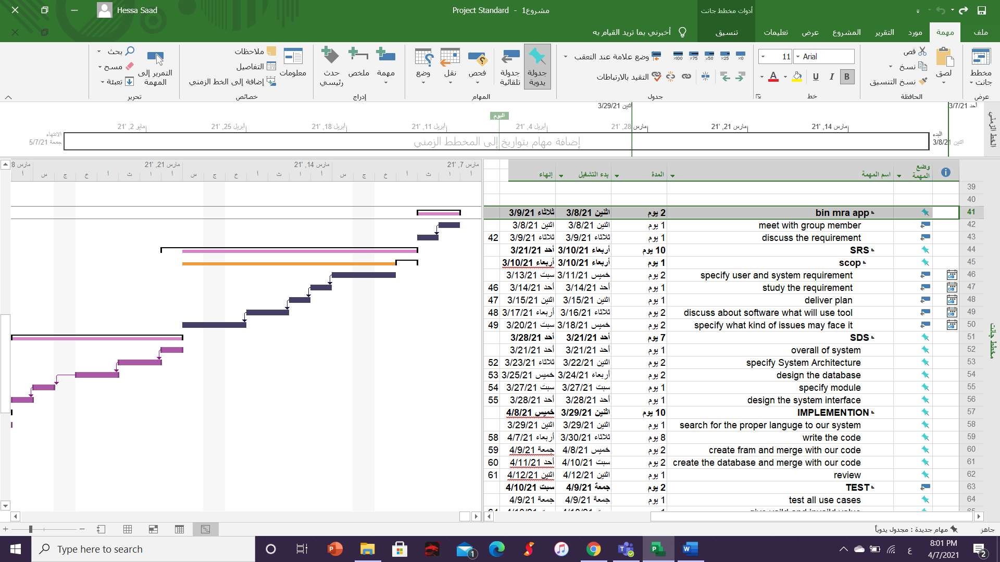 Hessa Saad
مشروع1 - Project Standard
أدوات مخطط جانت
ملف
مهمة
مورد
التقرير
المشروع
عرض
تعليمات
تنسيق
أخبرني بما تريد القيام به
مخطط جانت
عرض
لصق
قص
نسخ
نسخ التنسيق
الحافظة
Arial
11
B I U A
خط
وضع علامة عند التعقب
التقيد بالارتباطات
جدول
جدولة يدوية
جدولة تلقائية
فحص
نقل
وضع
المهام
مهمة
ملخص
حدث رئيسي
إدراج
معلومات
ملاحظات
التفاصيل
إضافة إلى الخط الزمني
خصائص
التمرير إلى المهمة
بحث
مسح
تعبئة
تحرير
الخط الزمني
أحد 3/7/21
اثنين 3/29/21
اليوم
مارس 14, '21
مارس 21, '21
مارس 28, '21
أبريل 4, '21
أبريل 11, '21
أبريل 18, '21
أبريل 25, '21
مايو 2, '21
البدء
اثنين 3/8/21
إضافة مهام بتواريخ إلى المخطط الزمني
الانتهاء
جمعة 5/7/21
وضع المهمة
اسم المهمة
المدة
بدء التشغيل
إنهاء
39
40
41 bin mra app 2 يوم اثنين 3/8/21 ثلاثاء 3/9/21
42 meet with group member 1 يوم اثنين 3/8/21 اثنين 3/8/21
43 discuss the requirement 1 يوم ثلاثاء 3/9/21 ثلاثاء 3/9/21 42
44 SRS 10 يوم أربعاء 3/10/21 أحد 3/21/21
45 scop 1 يوم أربعاء 3/10/21 أربعاء 3/10/21
46 specify user and system requirement 2 يوم خميس 3/11/21 سبت 3/13/21
47 study the requirement 1 يوم أحد 3/14/21 أحد 3/14/21 46
48 deliver plan 1 يوم اثنين 3/15/21 اثنين 3/15/21 47
49 discuss about software what will use tool 2 يوم ثلاثاء 3/16/21 أربعاء 3/17/21 48
50 specify what kind of issues may face it 2 يوم خميس 3/18/21 سبت 3/20/21 49
51 SDS 7 يوم أحد 3/21/21 أحد 3/28/21
52 overall of system 1 يوم أحد 3/21/21 أحد 3/21/21
53 specify System Architecture 2 يوم اثنين 3/22/21 ثلاثاء 3/23/21 52
54 design the database 2 يوم أربعاء 3/24/21 خميس 3/25/21 53
55 specify module 1 يوم سبت 3/27/21 سبت 3/27/21 54
56 design the system interface 1 يوم أحد 3/28/21 أحد 3/28/21 55
57 IMPLEMENTION 10 يوم اثنين 3/29/21 خميس 4/8/21
58 search for the proper languge to our system 1 يوم اثنين 3/29/21 اثنين 3/29/21
59 write the code 8 يوم ثلاثاء 3/30/21 أربعاء 4/7/21 58
60 create fram and merge with our code 2 يوم خميس 4/8/21 جمعة 4/9/21 59
61 create the database and merge with our code 2 يوم سبت 4/10/21 أحد 4/11/21 60
62 review 1 يوم اثنين 4/12/21 اثنين 4/12/21 61
63 TEST 2 يوم جمعة 4/9/21 سبت 4/10/21
64 test all use cases 1 يوم جمعة 4/9/21 جمعة 4/9/21
مارس 7, '21
مارس 14, '21
مارس 21, '21
مخطط جانت
جاهز
مهام جديدة : مجدول يدوياً
Type here to search
1
ع
8:01 PM
4/7/2021
2